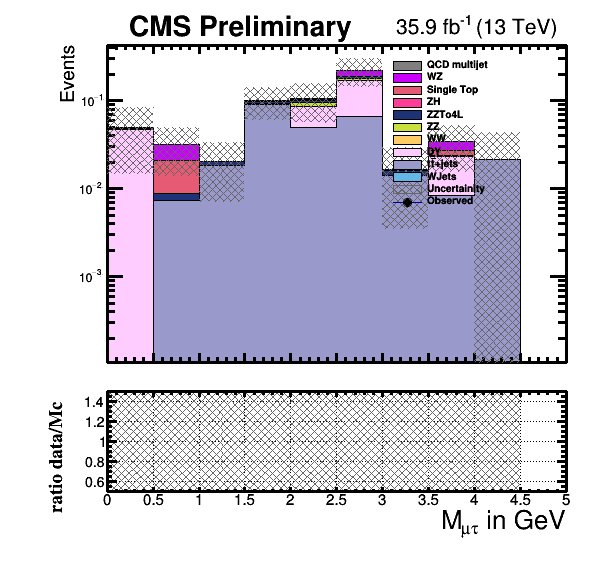 CMS Preliminary 35.9 fb⁻¹ (13 TeV)
Events
10⁻¹
10⁻²
10⁻³
QCD multijet
WZ
Single Top
ZH
ZZTo4L
ZZ
WW
DY
tt+jets
WJets
Uncertainity
Observed
ratio data/Mc
1.4
1.2
1
0.8
0.6
0 0.5 1 1.5 2 2.5 3 3.5 4 4.5 5
Mμτ in GeV